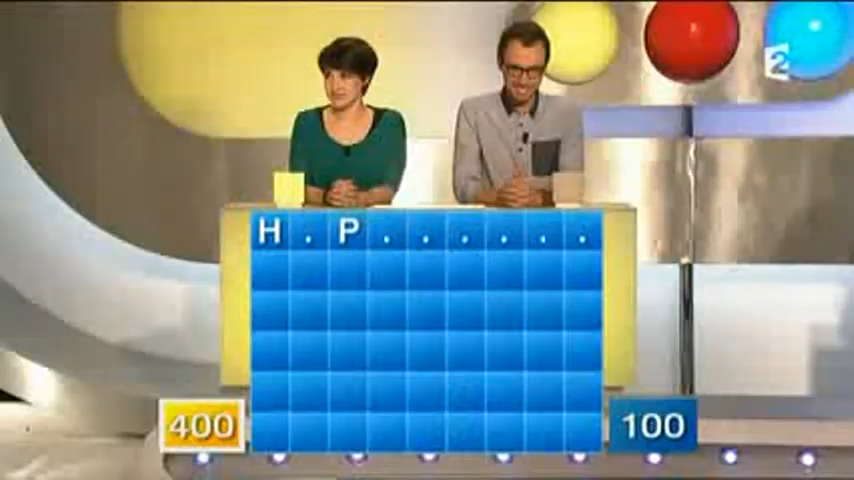 2
H . P . . . . . .
400
100